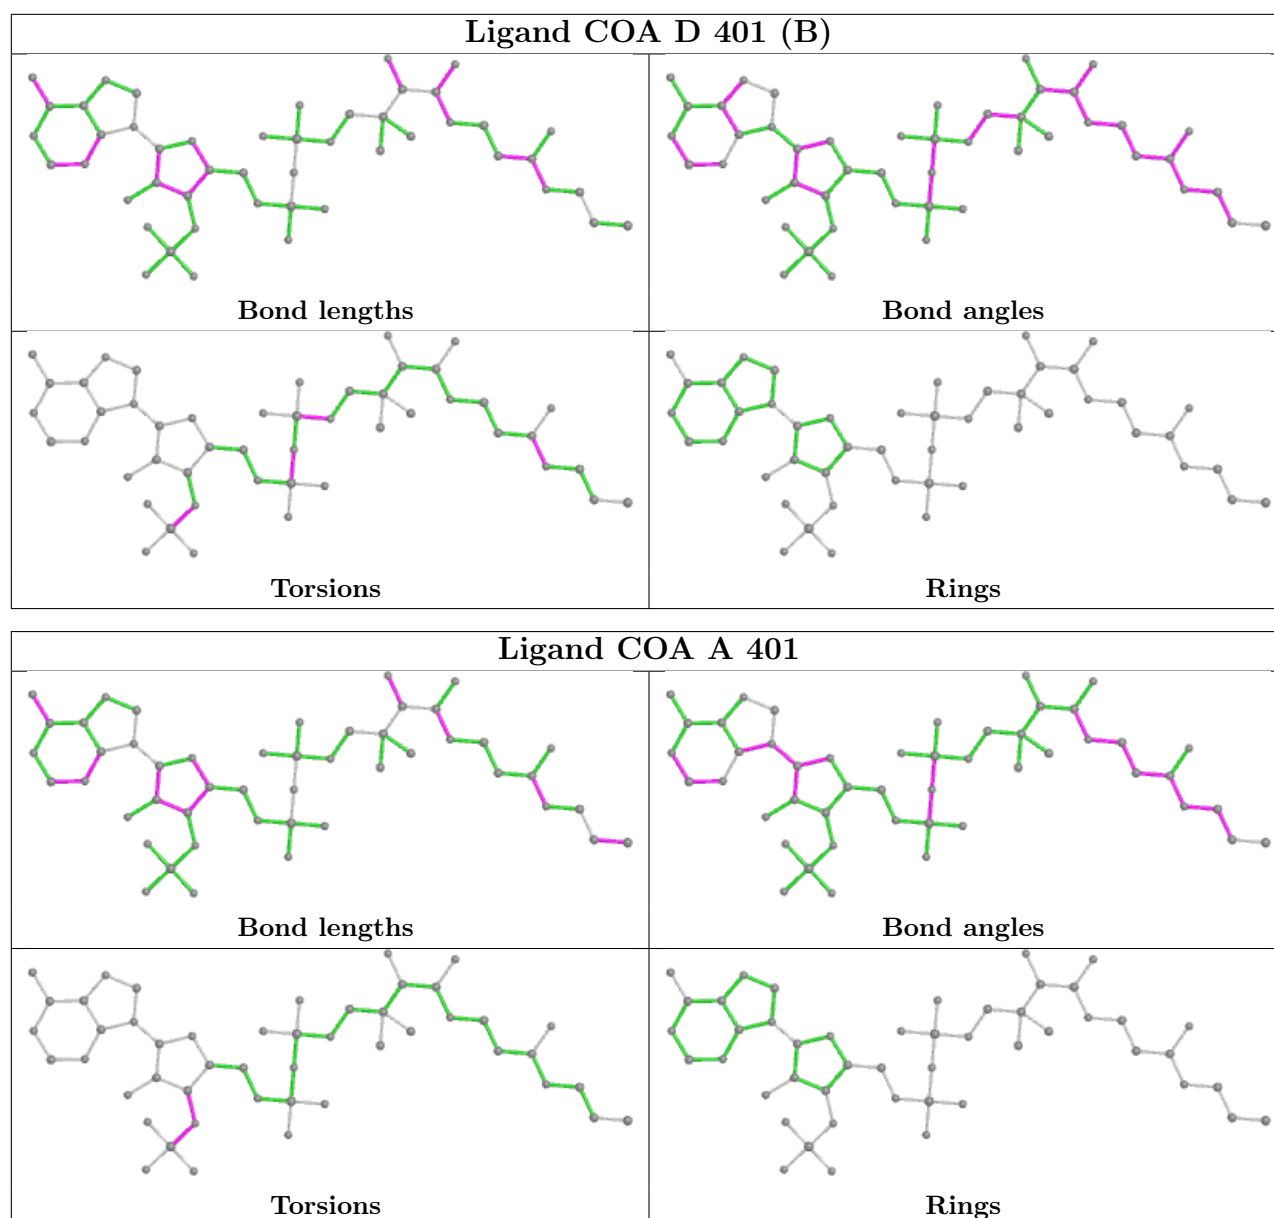 Ligand COA D 401 (B)
Bond lengths
Bond angles
Torsions
Rings
Ligand COA A 401
Bond lengths
Bond angles
Torsions
Rings